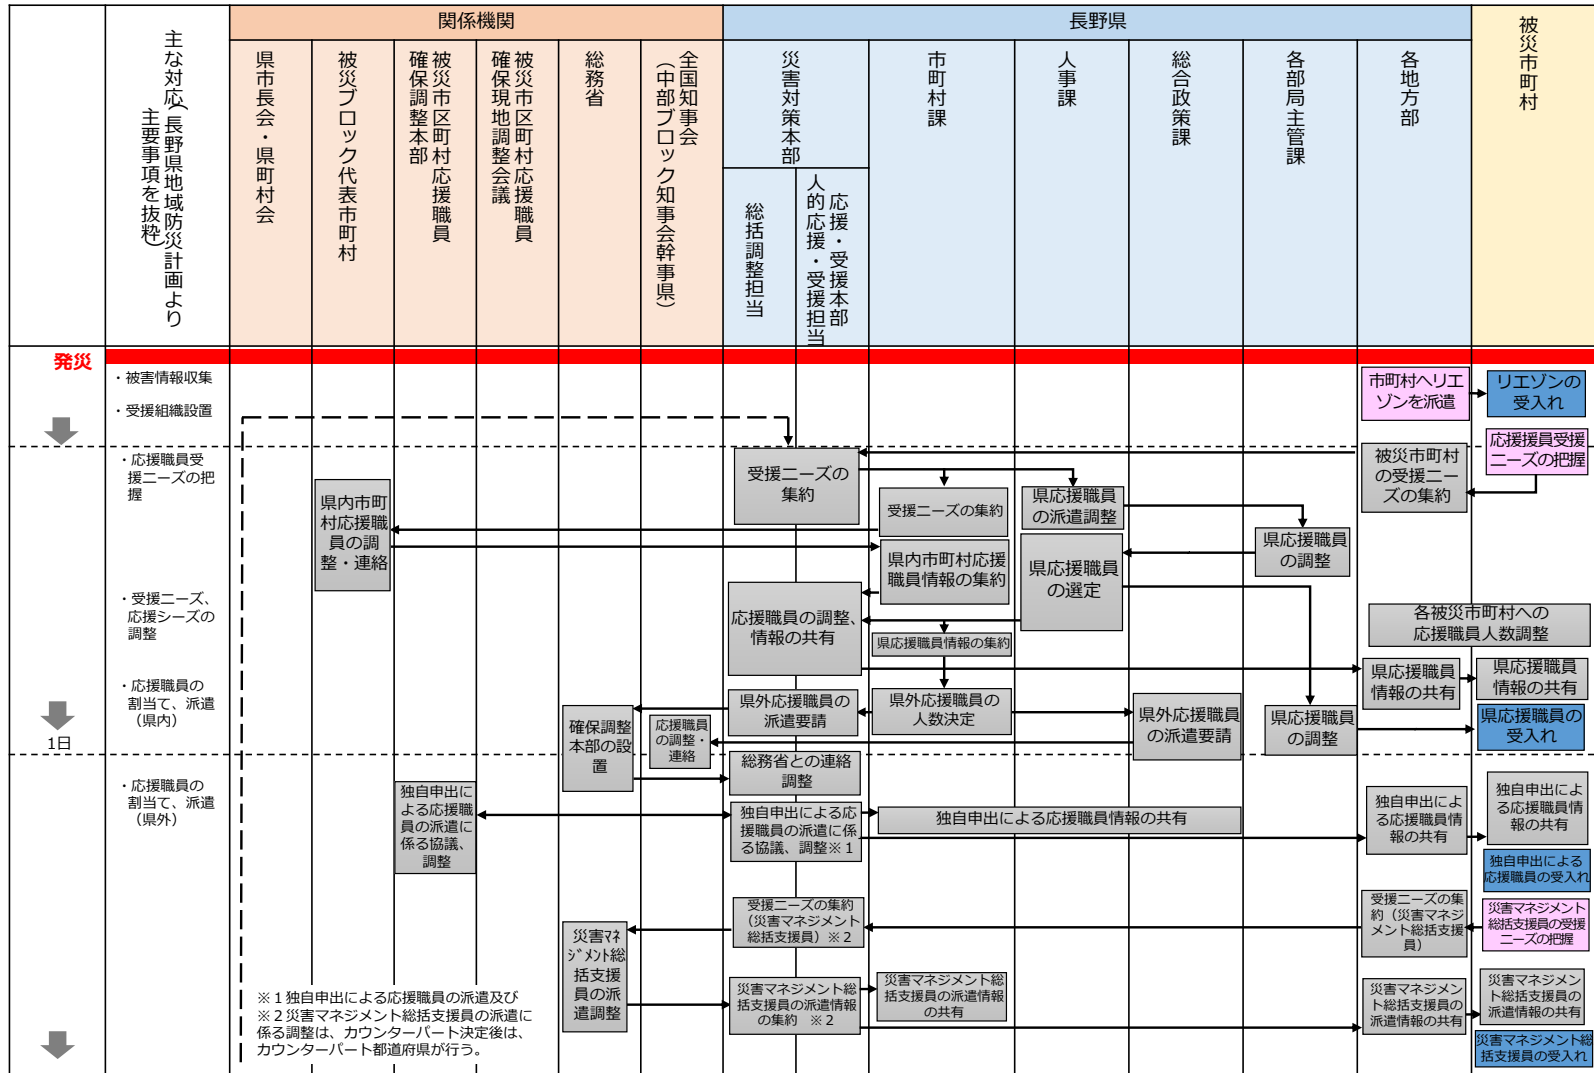 関係機関
長野県
被災市町村
主な対応(長野県地域防災計画より
主要事項を抜粋)
県市長会・県町村会
被災ブロック代表市町村
被災市区町村応援職員
確保調整本部
被災市区町村応援職員
確保現地調整会議
総務省
全国知事会
(中部ブロック知事会幹事県)
災害対策本部
総括調整担当
応援・受援本部
人的応援・受援担当
市町村課
人事課
総合政策課
各部局主管課
各地方部
発災
・被害情報収集
・受援組織設置
市町村へリエ
ゾンを派遣
リエゾンの
受入れ
・応援職員受
援ニーズの把
握
受援ニーズの
集約
被災市町村
の受援ニー
ズの集約
応援援員受援
ニーズの把握
県内市町
村応援職
員の調
整・連絡
受援ニーズの集約
県応援職員
の派遣調整
県応援職員
の調整
県内市町村応援
職員情報の集約
県応援職員
の選定
・受援ニーズ、
応援シーズの
調整
応援職員の調整、
情報の共有
県応援職員情報の集約
各被災市町村への
応援職員人数調整
県応援職員
情報の共有
県応援職員
情報の共有
・応援職員の
割当て、派遣
(県内)
1日
確保調整
本部の設
置
応援職員
の調整・
連絡
県外応援職員の
派遣要請
県外応援職員の
人数決定
県外応援職員
の派遣要請
県応援職員
の調整
県応援職員の
受入れ
総務省との連絡
調整
・応援職員の
割当て、派遣
(県外)
独自申出に
よる応援職
員の派遣に
係る協議、
調整
独自申出による応
援職員の派遣に係
る協議、調整※1
独自申出による応援職員情報の共有
独自申出によ
る応援職員情
報の共有
独自申出によ
る応援職員情
報の共有
独自申出による
応援職員の受入れ
災害マネ
ジメント総
括支援
員の派
遣調整
受援ニーズの集約
(災害マネジメント
総括支援員)※2
受援ニーズの集
約(災害マネジ
メント総括支援
員)
災害マネジメント
総括支援員の受援
ニーズの把握
災害マネジメント総
括支援員の派遣情報
の集約 ※2
災害マネジメント総
括支援員の派遣情報
の共有
災害マネジメン
ト総括支援員の
派遣情報の共有
災害マネジメン
ト総括支援員の
派遣情報の共有
災害マネジメント総
括支援員の受入れ
※1独自申出による応援職員の派遣及び
※2災害マネジメント総括支援員の派遣に
係る調整は、カウンターパート決定後は、
カウンターパート都道府県が行う。